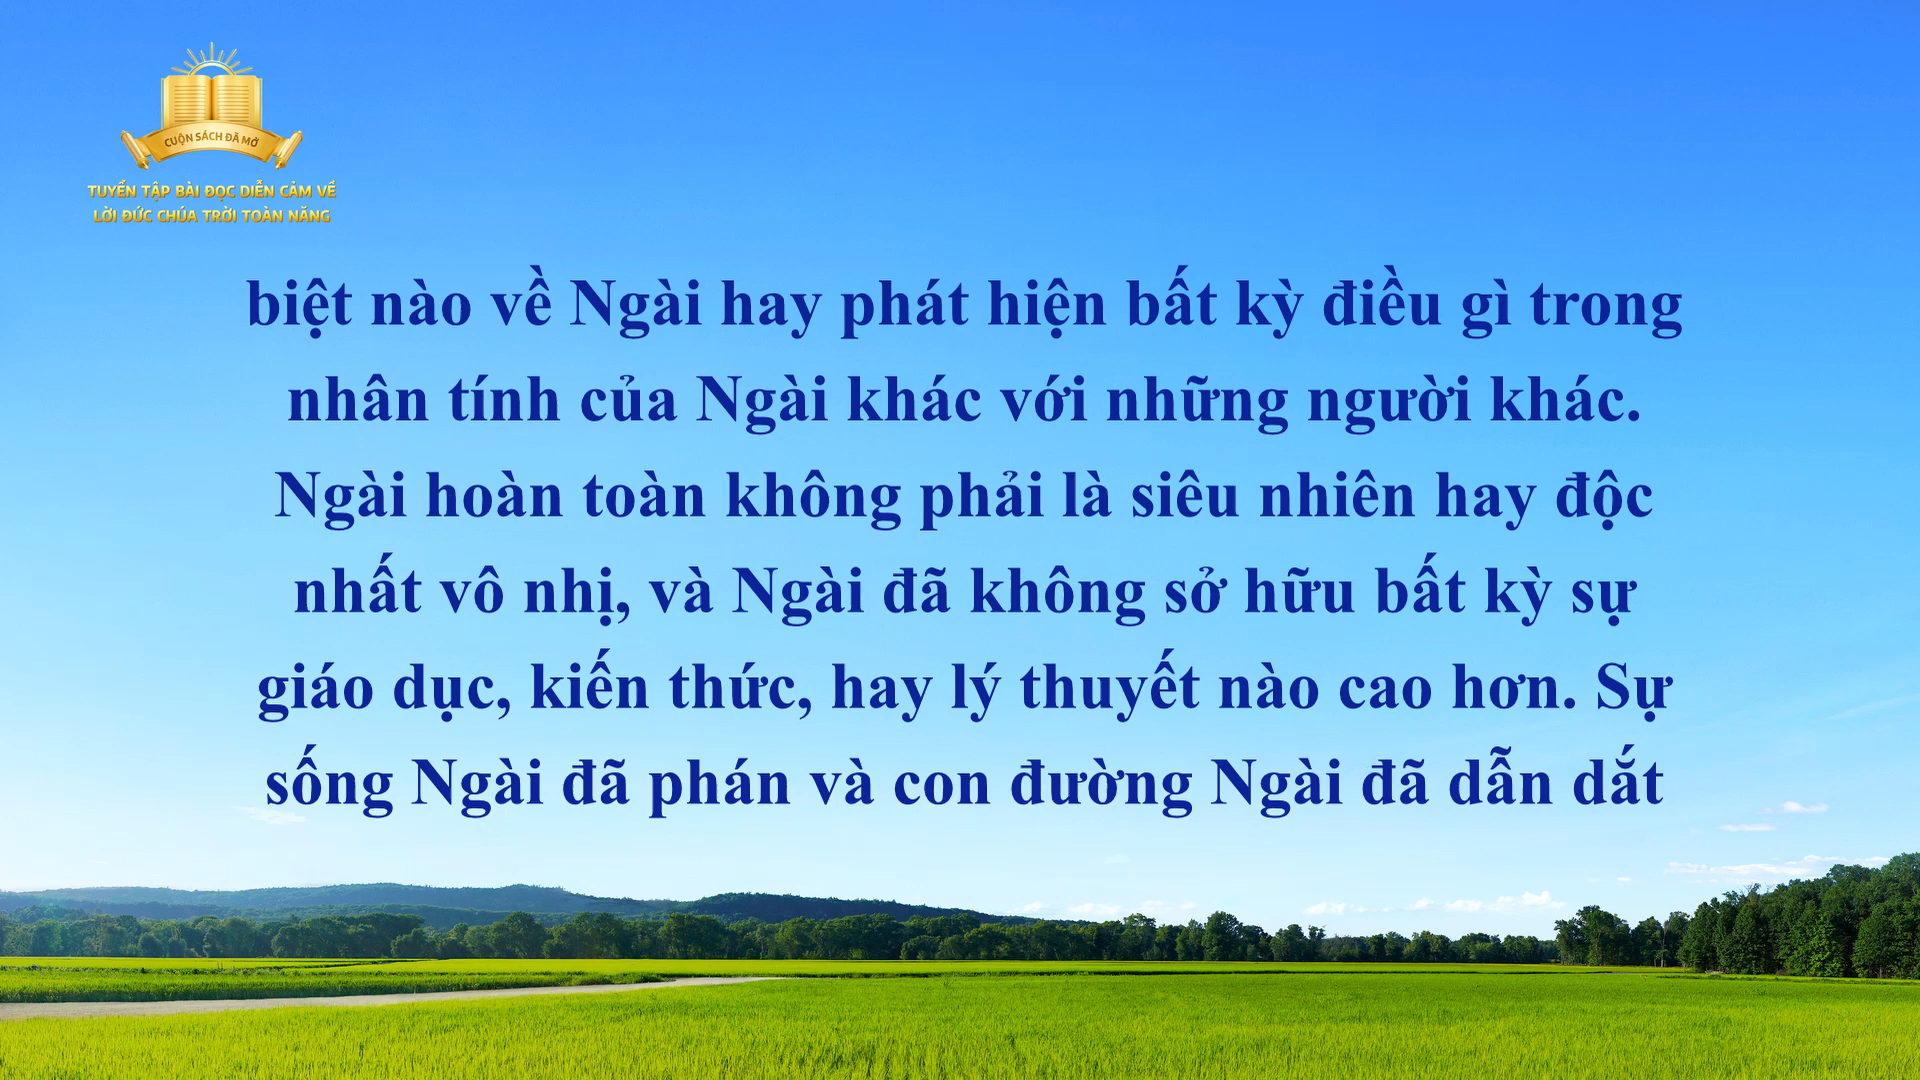 CUỘN SÁCH ĐÃ MỞ
TUYỂN TẬP BÀI ĐỌC DIỄN CẢM VỀ
LỜI ĐỨC CHÚA TRỜI TOÀN NĂNG
biệt nào về Ngài hay phát hiện bất kỳ điều gì trong
nhân tính của Ngài khác với những người khác.
Ngài hoàn toàn không phải là siêu nhiên hay độc
nhất vô nhị, và Ngài đã không sở hữu bất kỳ sự
giáo dục, kiến thức, hay lý thuyết nào cao hơn. Sự
sống Ngài đã phán và con đường Ngài đã dẫn dắt